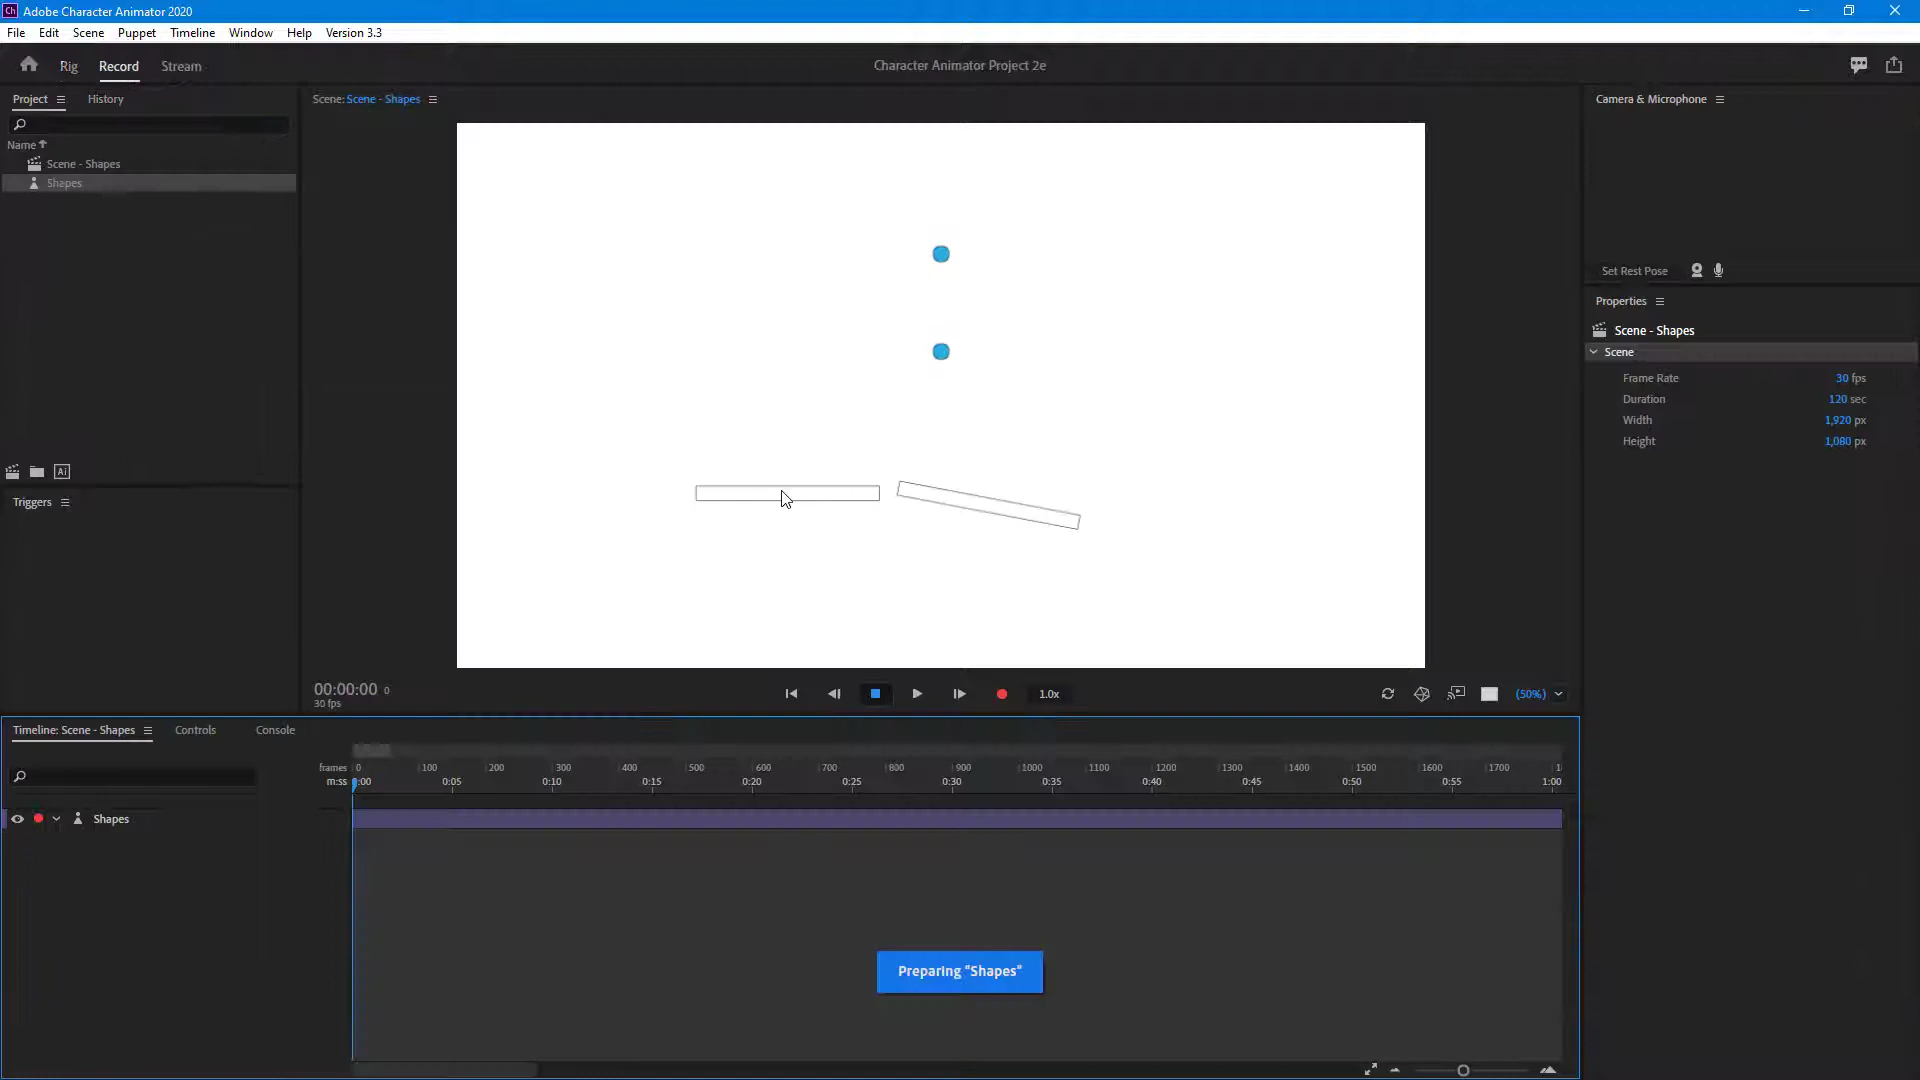 Ch Adobe Character Animator 2020
File Edit Scene Puppet Timeline Window Help Version 3.3
Rig Record Stream Character Animator Project 2e
Project History
Scene: Scene - Shapes
Camera & Microphone
Name
Scene - Shapes
Shapes
Set Rest Pose
Properties
Scene - Shapes
Scene
Frame Rate 30 fps
Duration 120 sec
Width 1,920 px
Height 1,080 px
Ai
Triggers
00:00:00 0
30 fps
1.0x
(50%)
Timeline: Scene - Shapes Controls Console
frames 0 100 200 300 400 500 600 700 800 900 1000 1100 1200 1300 1400 1500 1600 1700 1
m:ss 0:00 0:05 0:10 0:15 0:20 0:25 0:30 0:35 0:40 0:45 0:50 0:55 1:00
Shapes
Preparing "Shapes"